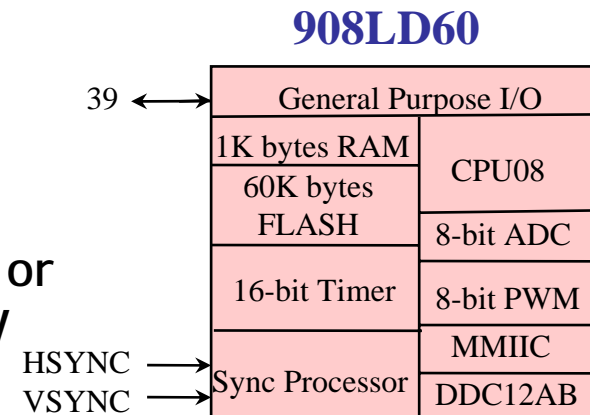 908LD60
39
General Purpose I/O
1K bytes RAM
60K bytes
FLASH
CPU08
8-bit ADC
or
16-bit Timer
8-bit PWM
HSYNC
VSYNC
Sync Processor
MMIIC
DDC12AB